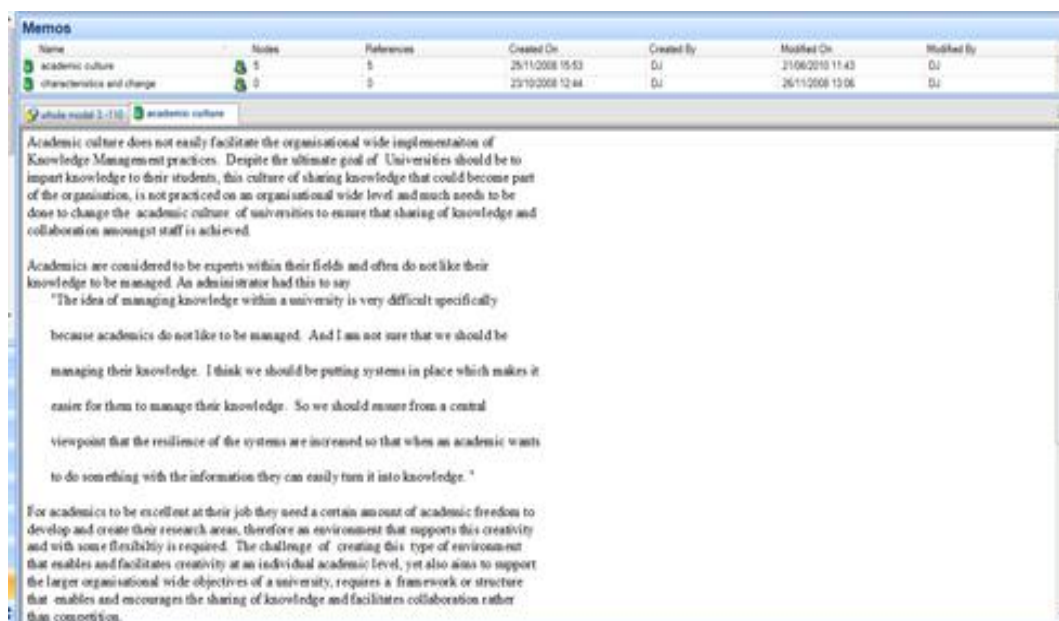 Memos
Name Nodes References Created On Created By Modified On Modified By
academic culture 5 5 25/11/2008 15:53 DJ 21/06/2010 11:43 DJ
characteristics and change 0 0 23/10/2008 12:44 DJ 26/11/2008 13:06 DJ
whole model 2 -110 academic culture
Academic culture does not easily facilitate the organisational wide implementaiton of
Knowledge Management practices. Despite the ultimate goal of Universities should be to
impart knowledge to their students, this culture of sharing knowledge that could become part
of the organisation, is not practiced on an organisational wide level and much needs to be
done to change the academic culture of universities to ensure that sharing of knowledge and
collaboration amoungst staff is achieved.
Academics are considered to be experts within their fields and often do not like their
knowledge to be managed. An administrator had this to say
"The idea of managing knowledge within a university is very difficult specifically
because academics do not like to be managed. And I am not sure that we should be
managing their knowledge. I think we should be putting systems in place which makes it
easier for them to manage their knowledge. So we should ensure from a central
viewpoint that the resilience of the systems are increased so that when an academic wants
to do something with the information they can easily turn it into knowledge. "
For academics to be excellent at their job they need a certain amount of academic freedom to
develop and create their research areas, therefore an environment that supports this creativity
and with some flexibiltiy is required. The challenge of creating this type of environment
that enables and facilitates creativity at an individual academic level, yet also aims to support
the larger organisational wide objectives of a university, requires a framework or structure
that enables and encourages the sharing of knowledge and facilitates collaboration rather
than competition.